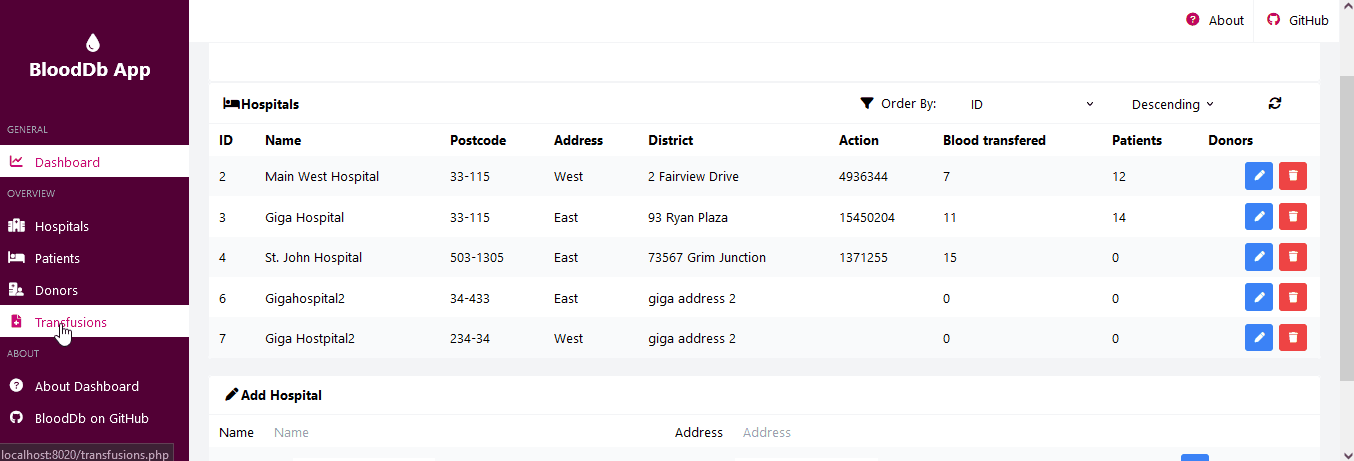 BloodDb App
GENERAL
Dashboard
OVERVIEW
Hospitals
Patients
Donors
Transfusions
ABOUT
About Dashboard
BloodDb on GitHub
localhost:8020/transfusions.php
About GitHub
Hospitals Order By: ID Descending
ID Name Postcode Address District Action Blood transfered Patients Donors
2 Main West Hospital 33-115 West 2 Fairview Drive 4936344 7 12
3 Giga Hospital 33-115 East 93 Ryan Plaza 15450204 11 14
4 St. John Hospital 503-1305 East 73567 Grim Junction 1371255 15 0
6 Gigahospital2 34-433 East giga address 2 0 0
7 Giga Hostpital2 234-34 West giga address 2 0 0
Add Hospital
Name Name Address Address